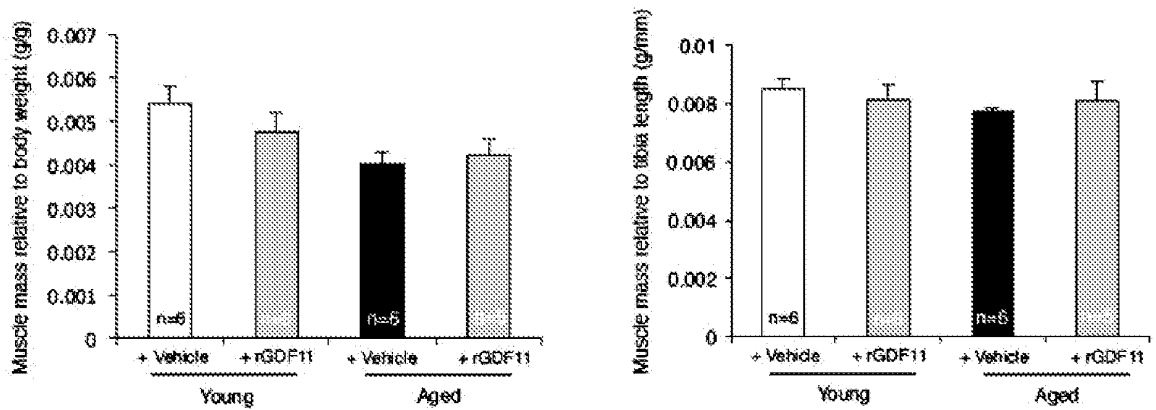 Muscle mass relative to body weight (g/g)
0.007
0.006
0.005
0.004
0.003
0.002
0.001
0
n=6
n=6
+ Vehicle
+ rGDF11
+ Vehicle
+ rGDF11
Young
Aged
Muscle mass relative to tibia length (g/mm)
0.01
0.008
0.006
0.004
0.002
0
n=6
n=6
+ Vehicle
+ rGDF11
+ Vehicle
+ rGDF11
Young
Aged